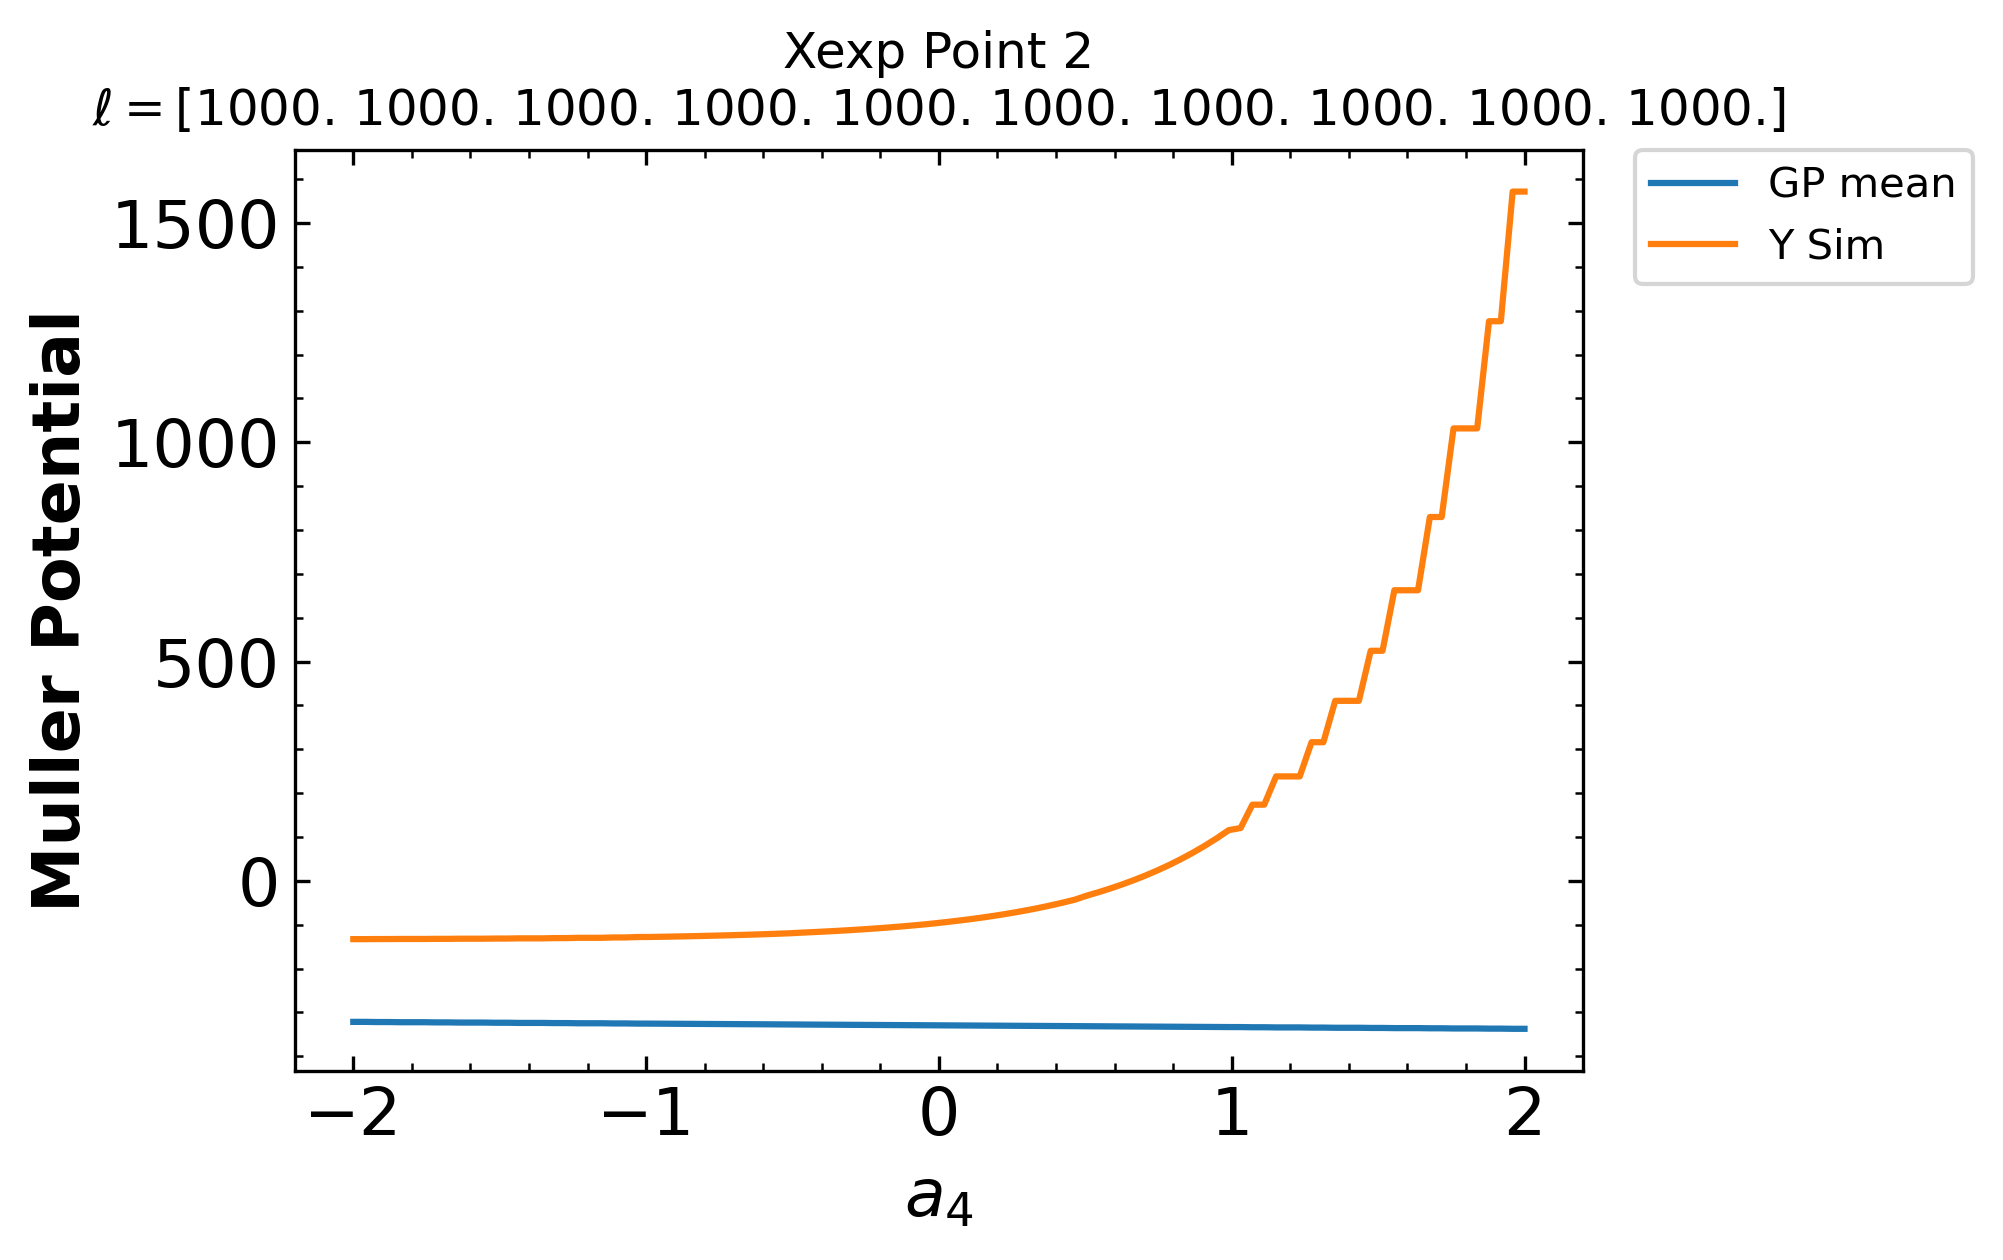 Xexp Point 2
ℓ = [1000. 1000. 1000. 1000. 1000. 1000. 1000. 1000. 1000. 1000.]
GP mean
Y Sim
Muller Potential
1500
1000
500
0
−2 −1 0 1 2
a₄